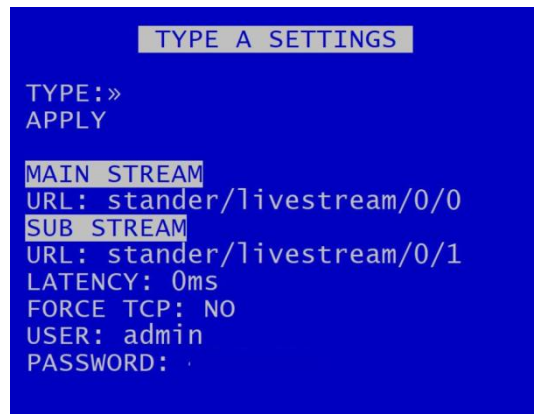 TYPE A SETTINGS
TYPE:»
APPLY
MAIN STREAM
URL: stander/livestream/0/0
SUB STREAM
URL: stander/livestream/0/1
LATENCY: 0ms
FORCE TCP: NO
USER: admin
PASSWORD: